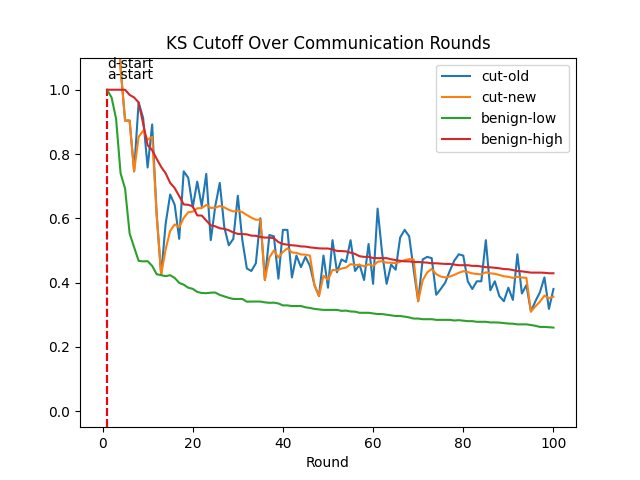 KS Cutoff Over Communication Rounds
d-start
a-start
cut-old
cut-new
benign-low
benign-high
1.0
0.8
0.6
0.4
0.2
0.0
0 20 40 60 80 100
Round